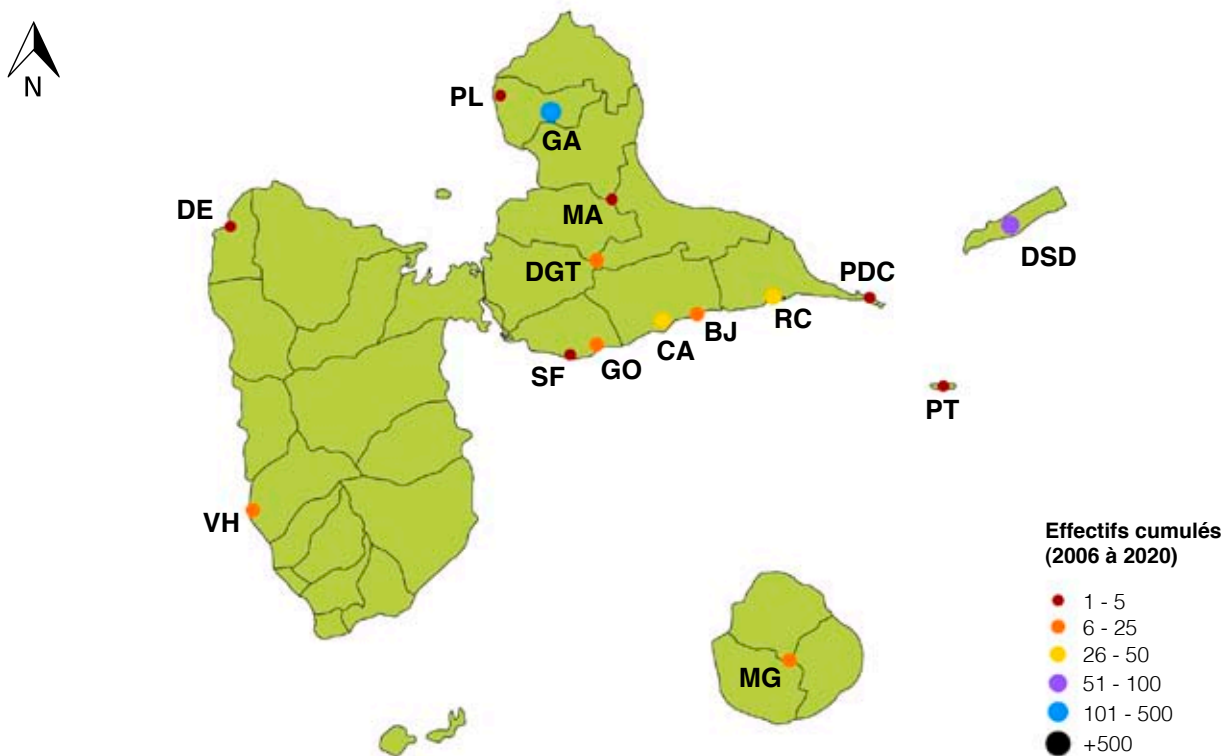 N
PL
GA
DE
MA
DSD
DGT
PDC
RC
BJ
CA
GO
SF
PT
VH
MG
Effectifs cumulés
(2006 à 2020)
1 - 5
6 - 25
26 - 50
51 - 100
101 - 500
+500